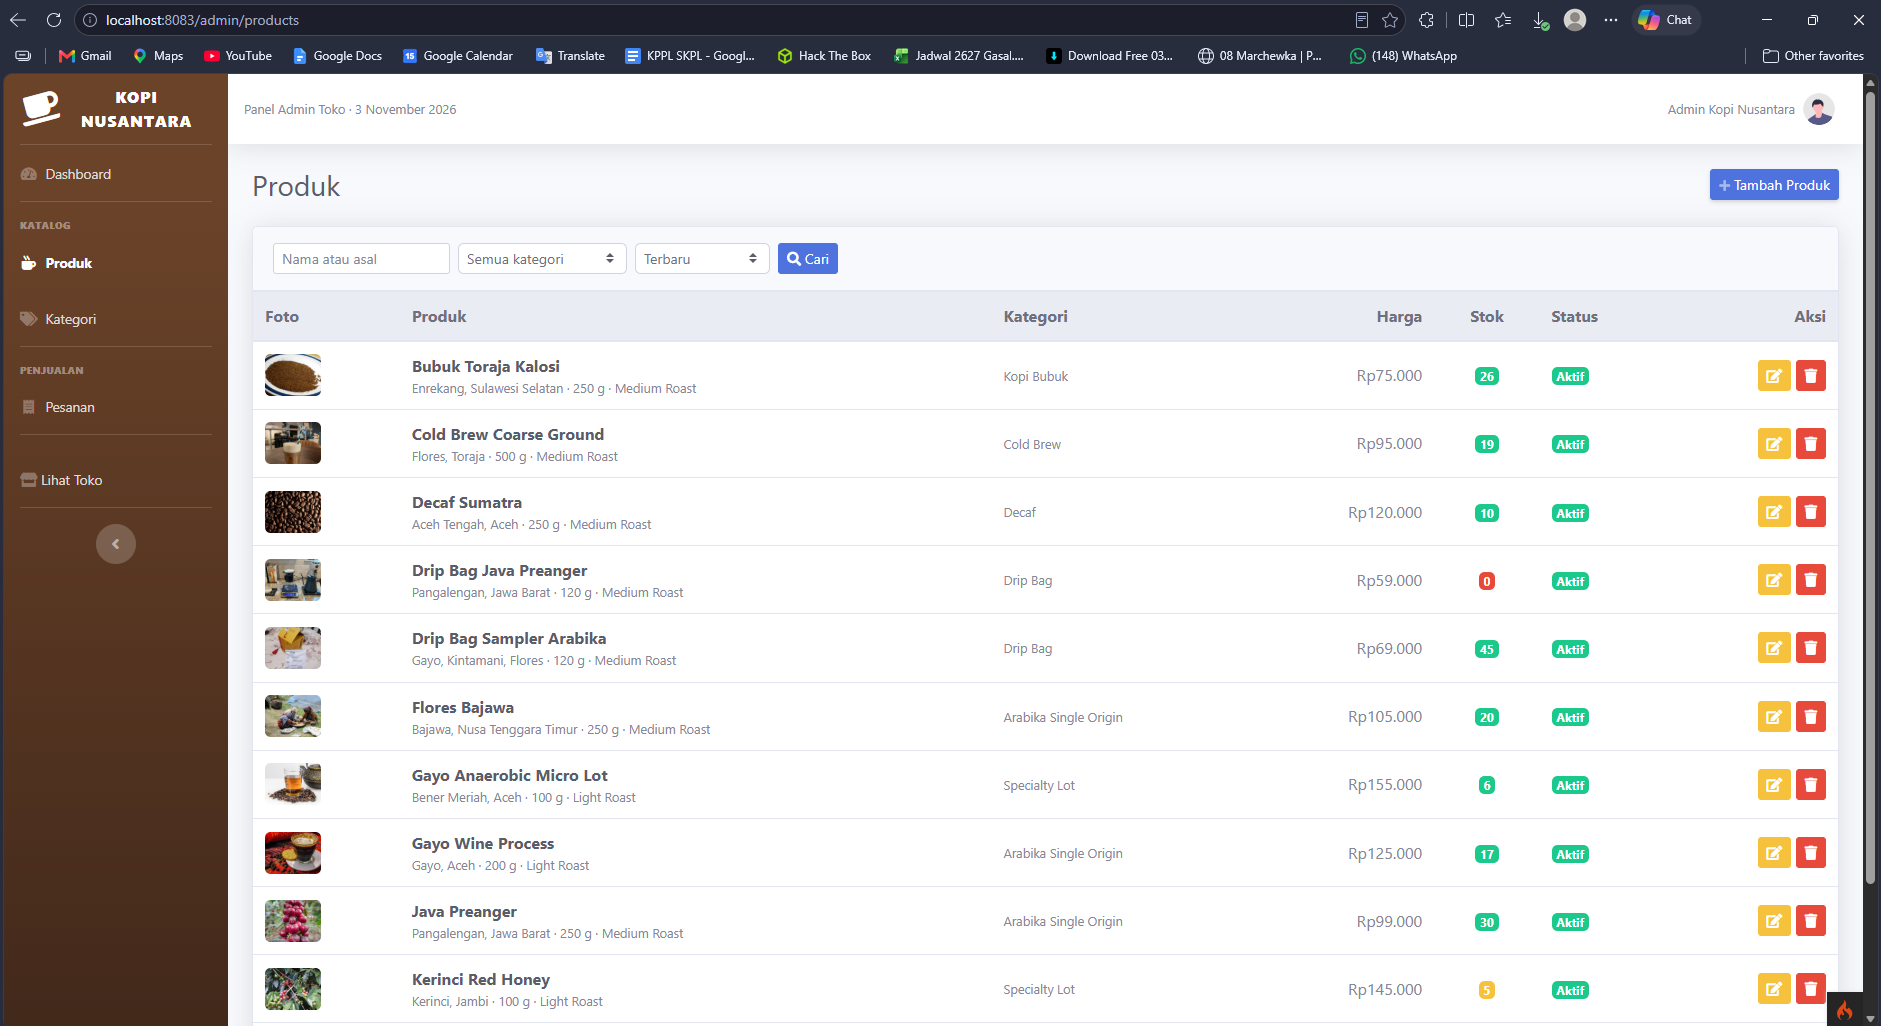 localhost:8083/admin/products
Chat
Gmail
Maps
YouTube
Google Docs
15
Google Calendar
Translate
KPPL SKPL - Googl...
Hack The Box
Jadwal 2627 Gasal....
Download Free 03...
08 Marchewka | P...
(148) WhatsApp
Other favorites
KOPI
NUSANTARA
Dashboard
KATALOG
Produk
Kategori
PENJUALAN
Pesanan
Lihat Toko
Panel Admin Toko · 3 November 2026
Admin Kopi Nusantara
Produk
Tambah Produk
Nama atau asal
Semua kategori
Terbaru
Cari
Foto Produk Kategori Harga Stok Status Aksi
Bubuk Toraja Kalosi
Enrekang, Sulawesi Selatan · 250 g · Medium Roast
Kopi Bubuk Rp75.000 26 Aktif
Cold Brew Coarse Ground
Flores, Toraja · 500 g · Medium Roast
Cold Brew Rp95.000 19 Aktif
Decaf Sumatra
Aceh Tengah, Aceh · 250 g · Medium Roast
Decaf Rp120.000 10 Aktif
Drip Bag Java Preanger
Pangalengan, Jawa Barat · 120 g · Medium Roast
Drip Bag Rp59.000 0 Aktif
Drip Bag Sampler Arabika
Gayo, Kintamani, Flores · 120 g · Medium Roast
Drip Bag Rp69.000 45 Aktif
Flores Bajawa
Bajawa, Nusa Tenggara Timur · 250 g · Medium Roast
Arabika Single Origin Rp105.000 20 Aktif
Gayo Anaerobic Micro Lot
Bener Meriah, Aceh · 100 g · Light Roast
Specialty Lot Rp155.000 6 Aktif
Gayo Wine Process
Gayo, Aceh · 200 g · Light Roast
Arabika Single Origin Rp125.000 17 Aktif
Java Preanger
Pangalengan, Jawa Barat · 250 g · Medium Roast
Arabika Single Origin Rp99.000 30 Aktif
Kerinci Red Honey
Kerinci, Jambi · 100 g · Light Roast
Specialty Lot Rp145.000 5 Aktif